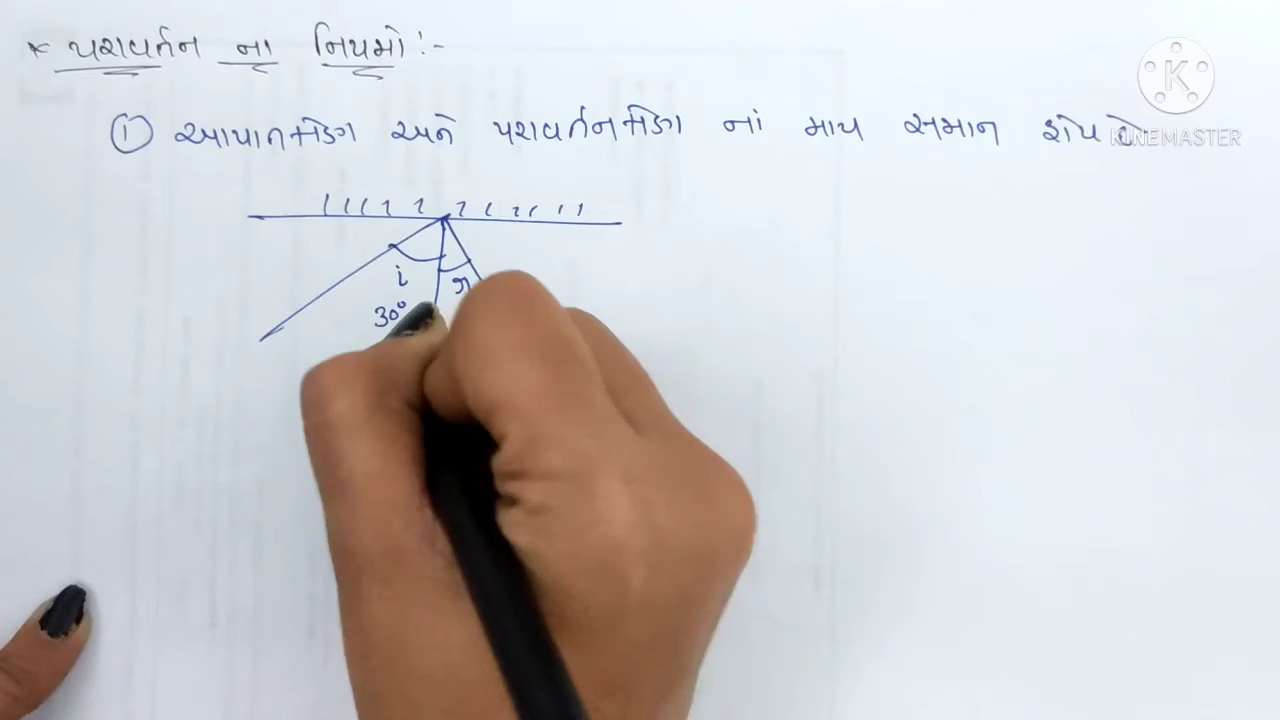 * પરાવર્તન ના નિયમો :-
① આપાતકોણ અને પરાવર્તનકોણ નાં માપ સમાન હોય છે
i
r
30°
K
KINEMASTER